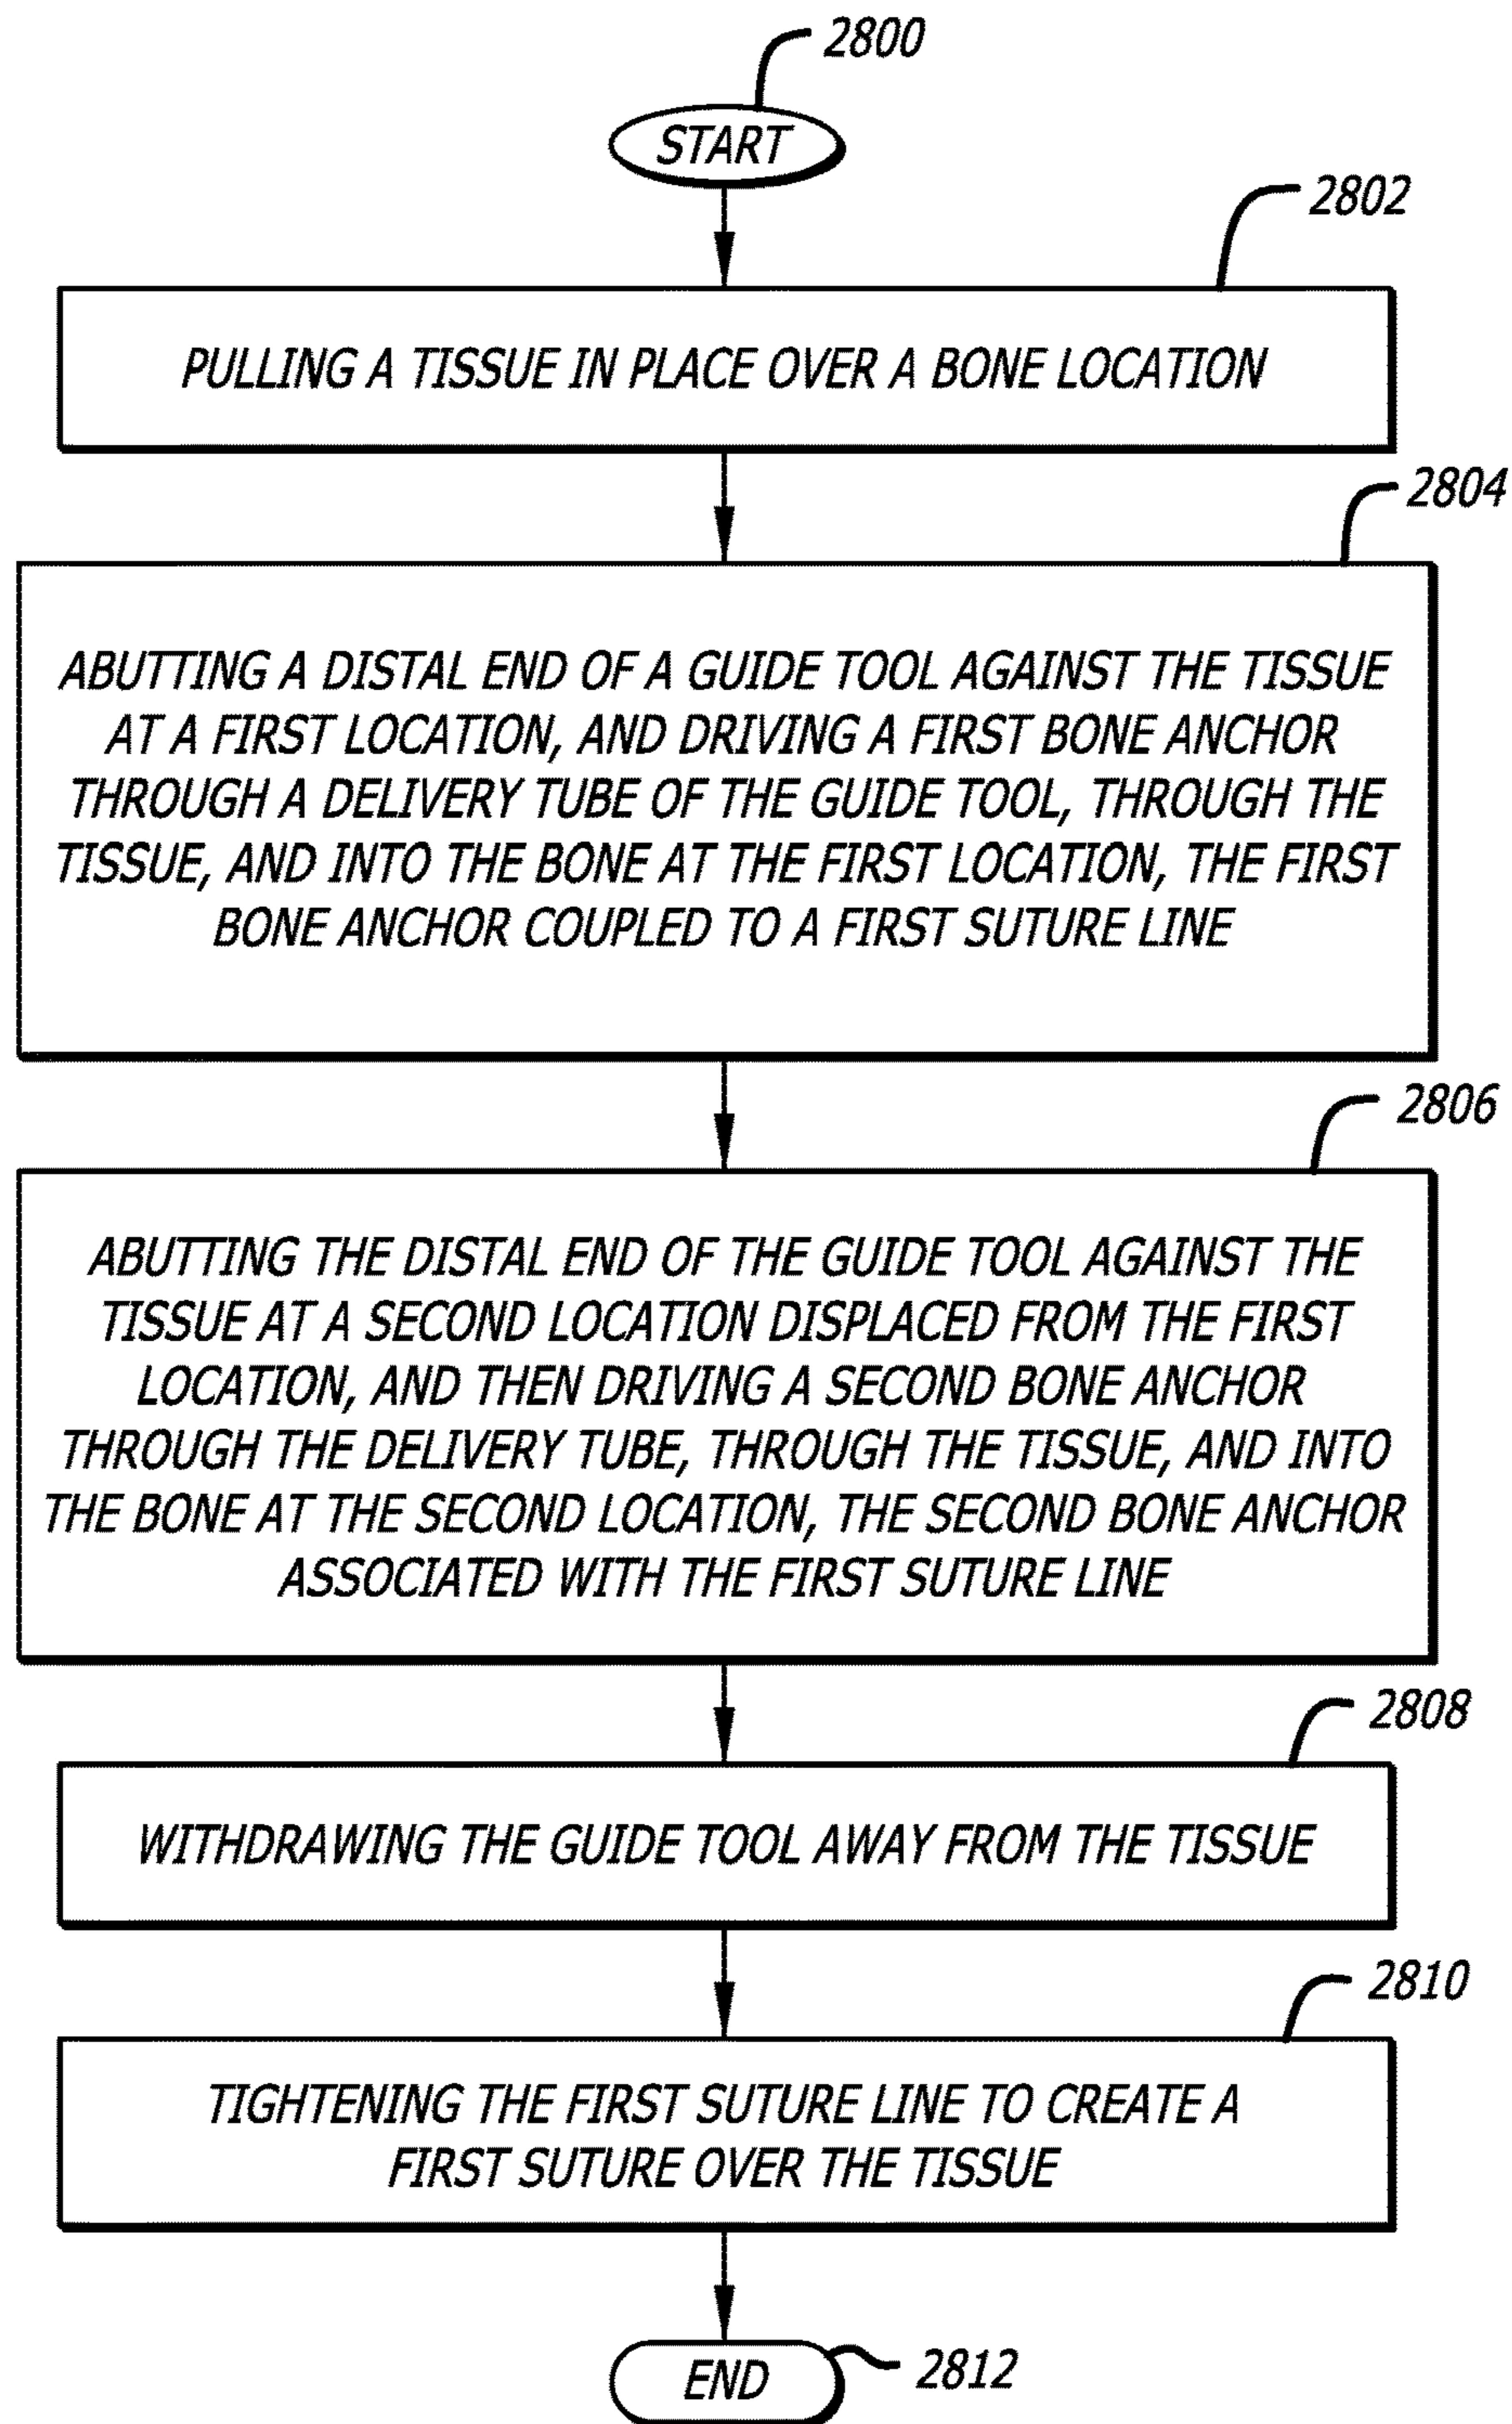 2800
START
2802
PULLING A TISSUE IN PLACE OVER A BONE LOCATION
2804
ABUTTING A DISTAL END OF A GUIDE TOOL AGAINST THE TISSUE
AT A FIRST LOCATION, AND DRIVING A FIRST BONE ANCHOR
THROUGH A DELIVERY TUBE OF THE GUIDE TOOL, THROUGH THE
TISSUE, AND INTO THE BONE AT THE FIRST LOCATION, THE FIRST
BONE ANCHOR COUPLED TO A FIRST SUTURE LINE
2806
ABUTTING THE DISTAL END OF THE GUIDE TOOL AGAINST THE
TISSUE AT A SECOND LOCATION DISPLACED FROM THE FIRST
LOCATION, AND THEN DRIVING A SECOND BONE ANCHOR
THROUGH THE DELIVERY TUBE, THROUGH THE TISSUE, AND INTO
THE BONE AT THE SECOND LOCATION, THE SECOND BONE ANCHOR
ASSOCIATED WITH THE FIRST SUTURE LINE
2808
WITHDRAWING THE GUIDE TOOL AWAY FROM THE TISSUE
2810
TIGHTENING THE FIRST SUTURE LINE TO CREATE A
FIRST SUTURE OVER THE TISSUE
END
2812